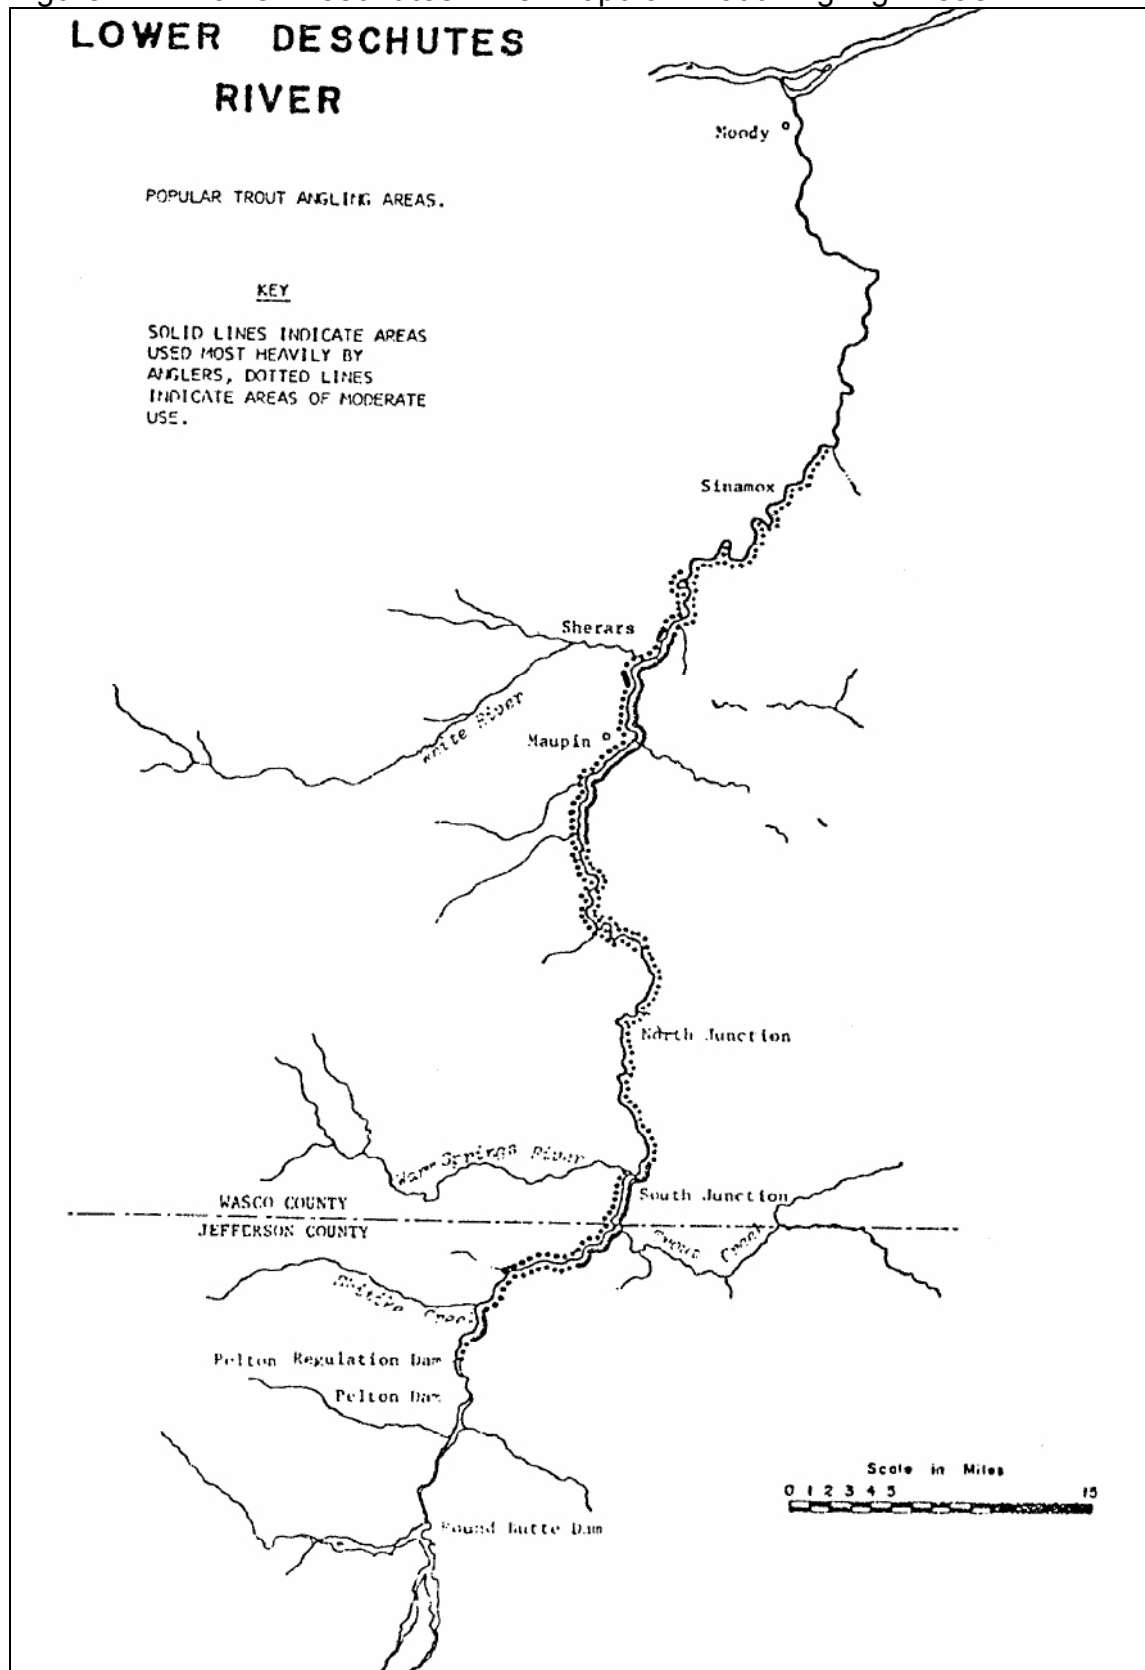 LOWER DESCHUTES
RIVER
POPULAR TROUT ANGLING AREAS.
KEY
SOLID LINES INDICATE AREAS
USED MOST HEAVILY BY
ANGLERS, DOTTED LINES
INDICATE AREAS OF MODERATE
USE.
Moody
Sinamox
Sherars
White River
Maupin
North Junction
Warm Springs River
South Junction
WASCO COUNTY
JEFFERSON COUNTY
Creek
Creek
Pelton Regulation Dam
Pelton Dam
Scale in Miles
0 1 2 3 4 5 15
Round Butte Dam